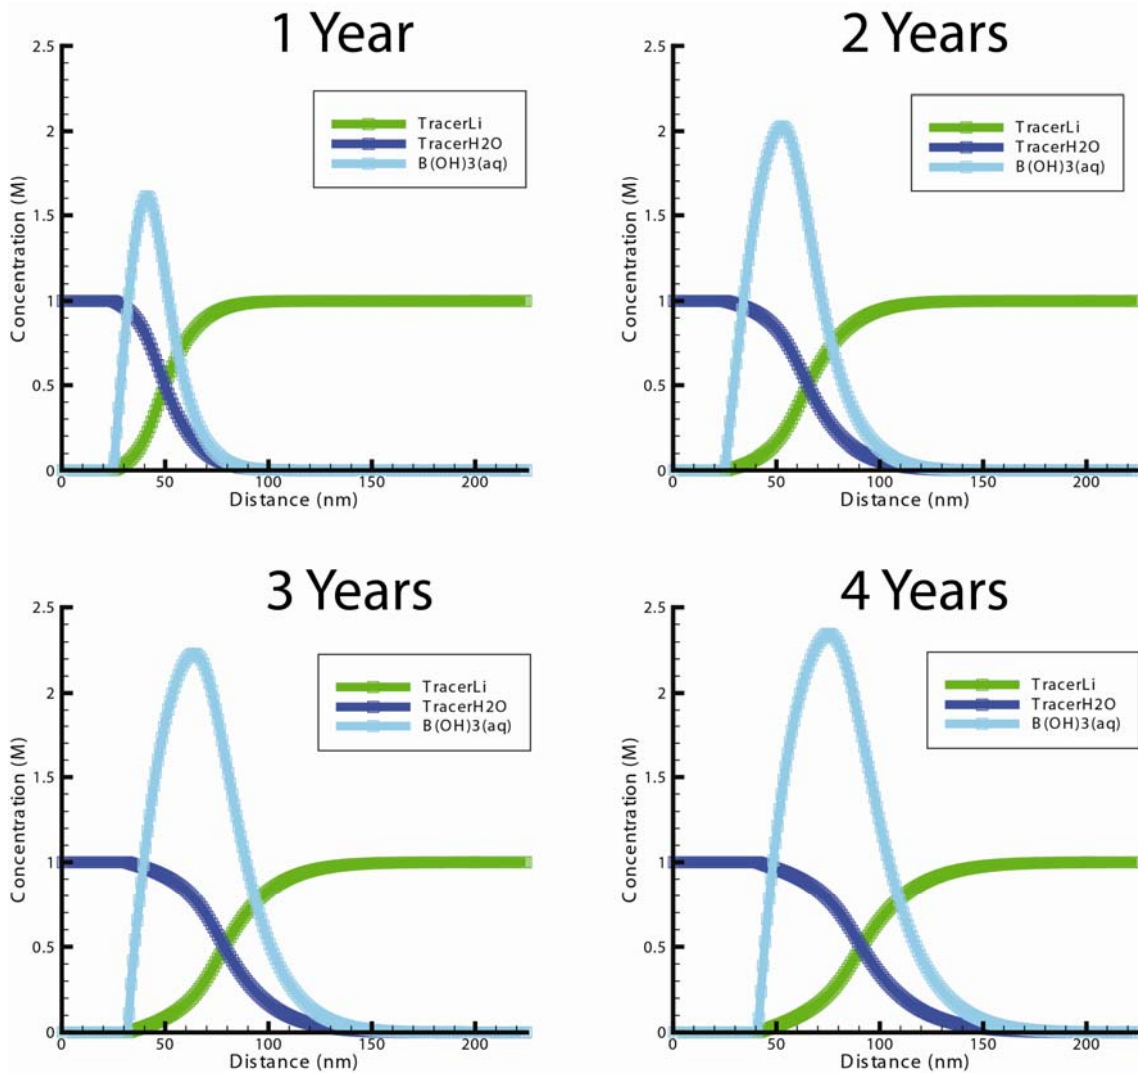 1 Year
2.5
2
1.5
1
0.5
0
Concentration (M)
TracerLi
TracerH2O
B(OH)3(aq)
0 50 100 150 200
Distance (nm)
2 Years
2.5
2
1.5
1
0.5
0
Concentration (M)
TracerLi
TracerH2O
B(OH)3(aq)
0 50 100 150 200
Distance (nm)
3 Years
2.5
2
1.5
1
0.5
0
Concentration (M)
TracerLi
TracerH2O
B(OH)3(aq)
0 50 100 150 200
Distance (nm)
4 Years
2.5
2
1.5
1
0.5
0
Concentration (M)
TracerLi
TracerH2O
B(OH)3(aq)
0 50 100 150 200
Distance (nm)